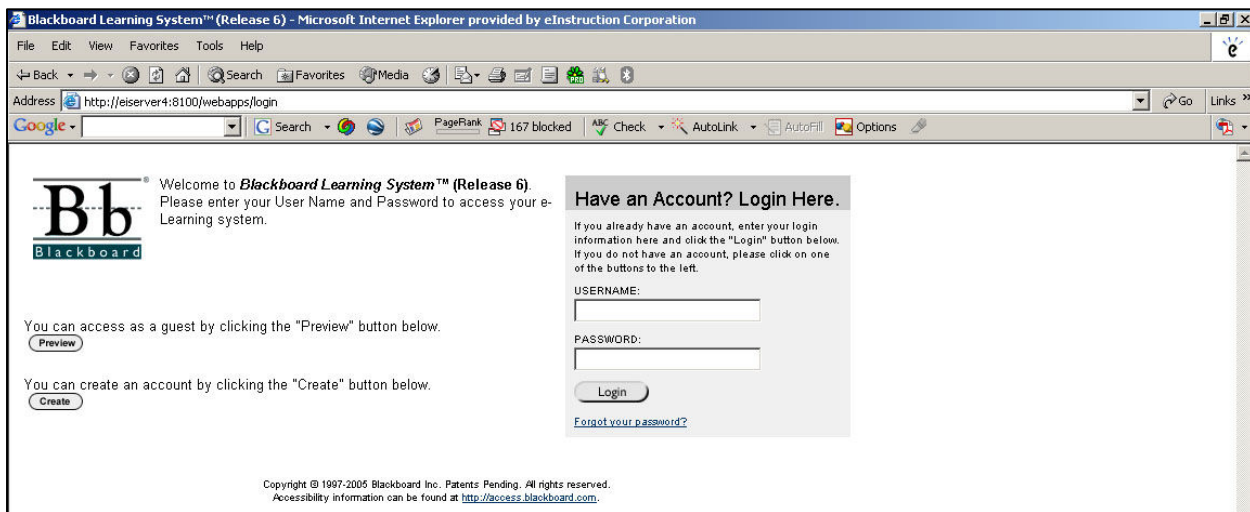 Blackboard Learning System™ (Release 6) - Microsoft Internet Explorer provided by eInstruction Corporation
File Edit View Favorites Tools Help
Back Search Favorites Media
Address http://eiserver4:8100/webapps/login Go Links »
Google Search PageRank 167 blocked ABC Check AutoLink AutoFill Options
Bb®
Blackboard
Welcome to Blackboard Learning System™ (Release 6).
Please enter your User Name and Password to access your e-
Learning system.
You can access as a guest by clicking the "Preview" button below.
Preview
You can create an account by clicking the "Create" button below.
Create
Have an Account? Login Here.
If you already have an account, enter your login
information here and click the "Login" button below.
If you do not have an account, please click on one
of the buttons to the left.
USERNAME:
PASSWORD:
Login
Forgot your password?
Copyright © 1997-2005 Blackboard Inc. Patents Pending. All rights reserved.
Accessibility information can be found at http://access.blackboard.com.